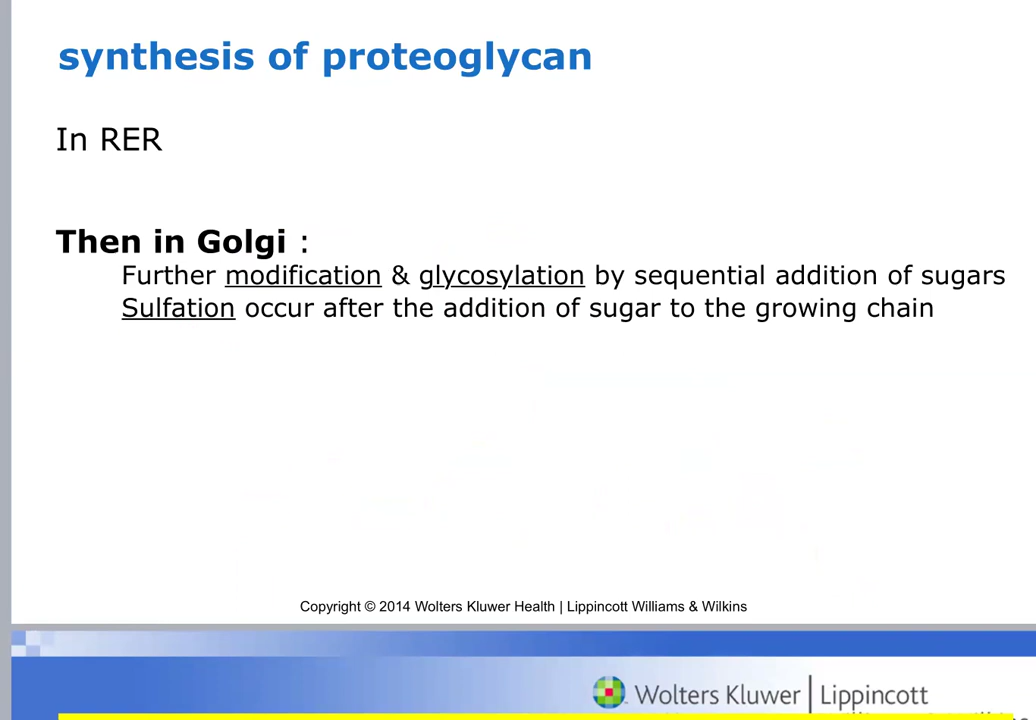 synthesis of proteoglycan
In RER
Then in Golgi :
Further modification & glycosylation by sequential addition of sugars
Sulfation occur after the addition of sugar to the growing chain
Copyright © 2014 Wolters Kluwer Health | Lippincott Williams & Wilkins
Wolters Kluwer | Lippincott